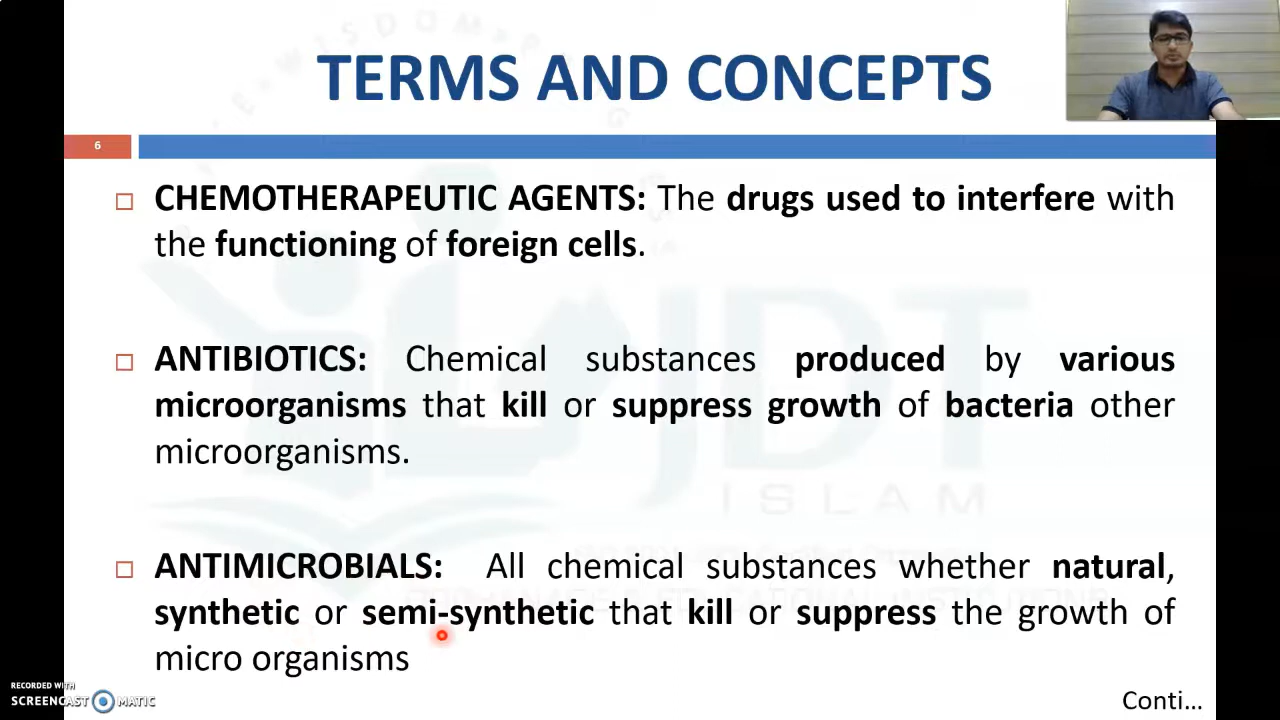 TERMS AND CONCEPTS
6
CHEMOTHERAPEUTIC AGENTS: The drugs used to interfere with
the functioning of foreign cells.
ANTIBIOTICS: Chemical substances produced by various
microorganisms that kill or suppress growth of bacteria other
microorganisms.
JDT
ISLAM
ANTIMICROBIALS: All chemical substances whether natural,
synthetic or semi-synthetic that kill or suppress the growth of
micro organisms
Conti...
RECORDED WITH
SCREENCAST MATIC